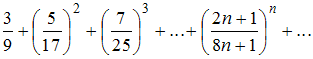 3/9 + (5/17)^2 + (7/25)^3 + ... + ((2n+1)/(8n+1))^n + ...